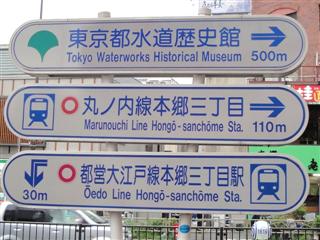 東京都水道歴史館
Tokyo Waterworks Historical Museum 500m
丸ノ内線本郷三丁目
Marunouchi Line Hongō-sanchōme Sta. 110m
都営大江戸線本郷三丁目駅
30m Ōedo Line Hongō-sanchōme Sta.